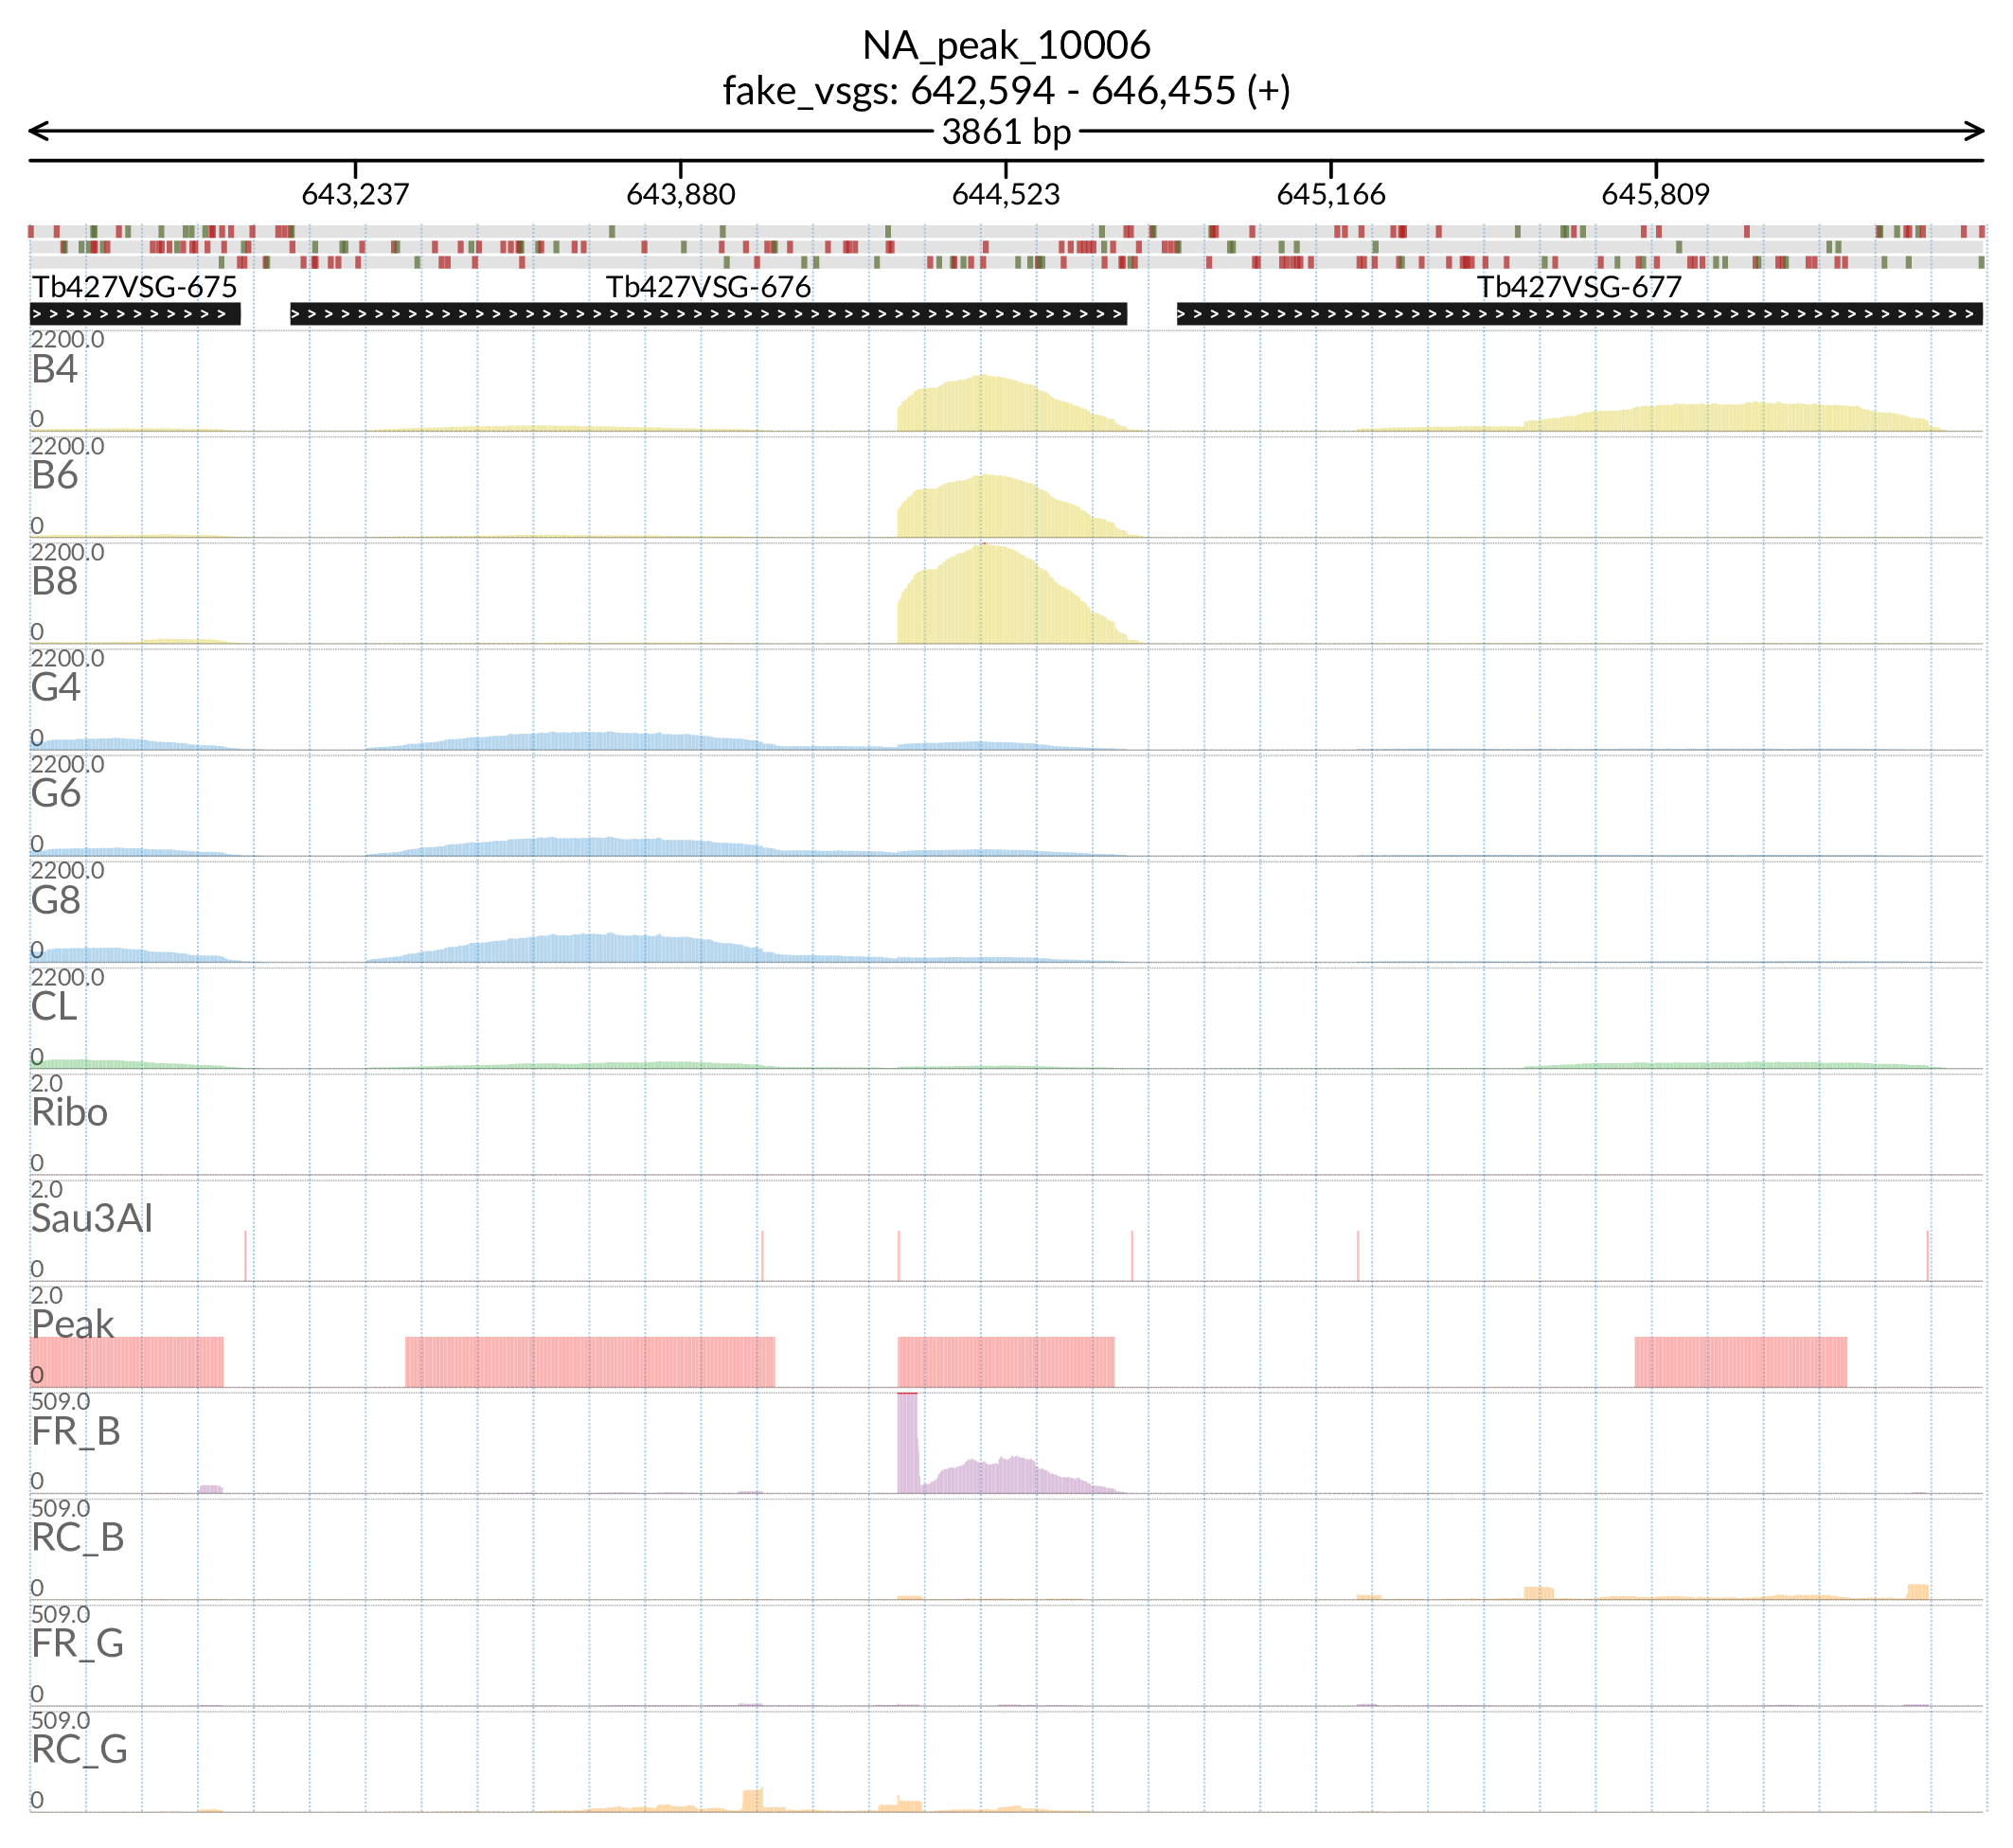 NA_peak_10006
fake_vsgs: 642,594 - 646,455 (+)
3861 bp
643,237 643,880 644,523 645,166 645,809
Tb427VSG-675 Tb427VSG-676 Tb427VSG-677
2200.0
B4
0
2200.0
B6
0
2200.0
B8
0
2200.0
G4
0
2200.0
G6
0
2200.0
G8
0
2200.0
CL
0
2.0
Ribo
0
2.0
Sau3AI
0
2.0
Peak
0
509.0
FR_B
0
509.0
RC_B
0
509.0
FR_G
0
509.0
RC_G
0